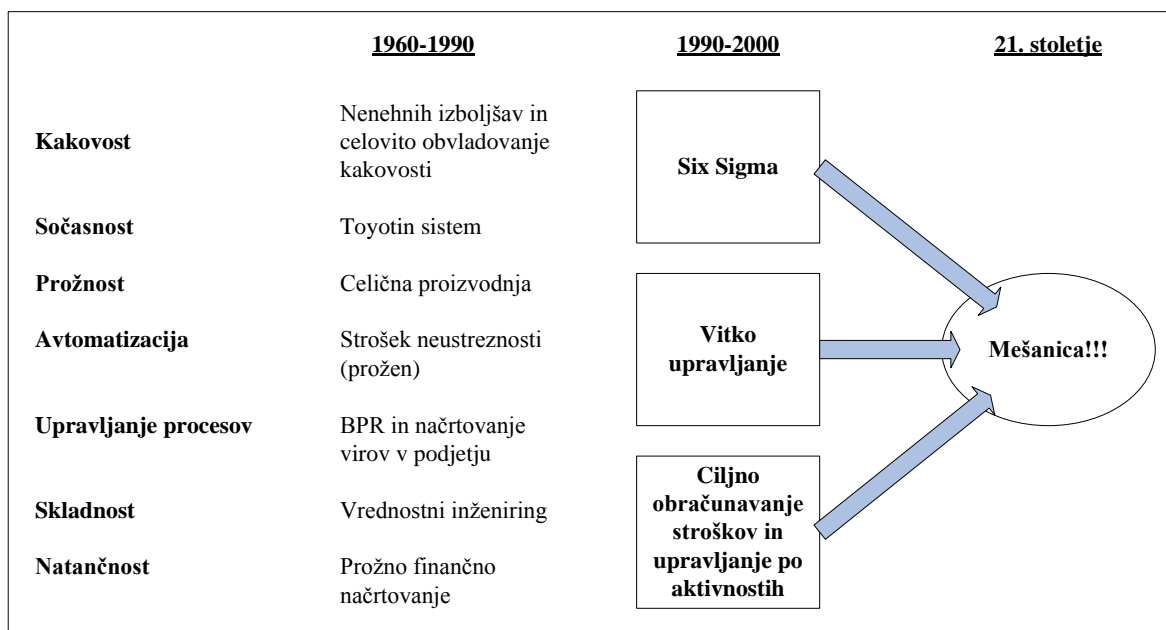 1960-1990
1990-2000
21. stoletje
Kakovost
Nenehnih izboljšav in
celovito obvladovanje
kakovosti
Six Sigma
Sočasnost
Toyotin sistem
Prožnost
Celična proizvodnja
Avtomatizacija
Strošek neustreznosti
(prožen)
Vitko
upravljanje
Mešanica!!!
Upravljanje procesov
BPR in načrtovanje
virov v podjetju
Skladnost
Vrednostni inženiring
Natančnost
Prožno finančno
načrtovanje
Ciljno
obračunavanje
stroškov in
upravljanje po
aktivnostih